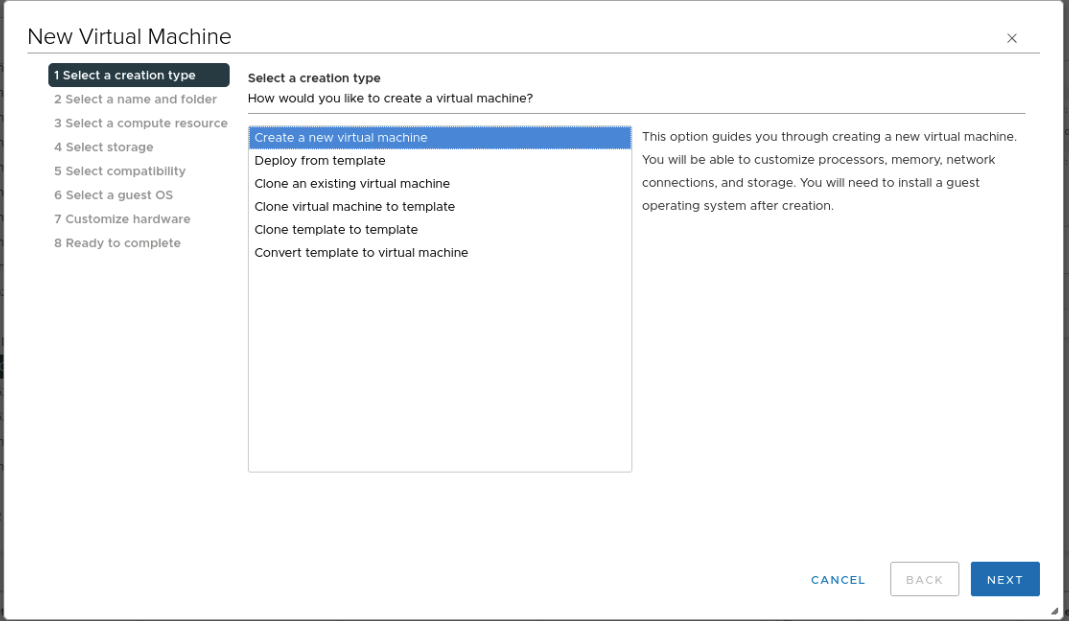 New Virtual Machine
1 Select a creation type
2 Select a name and folder
3 Select a compute resource
4 Select storage
5 Select compatibility
6 Select a guest OS
7 Customize hardware
8 Ready to complete
Select a creation type
How would you like to create a virtual machine?
Create a new virtual machine
Deploy from template
Clone an existing virtual machine
Clone virtual machine to template
Clone template to template
Convert template to virtual machine
This option guides you through creating a new virtual machine.
You will be able to customize processors, memory, network
connections, and storage. You will need to install a guest
operating system after creation.
CANCEL
BACK
NEXT